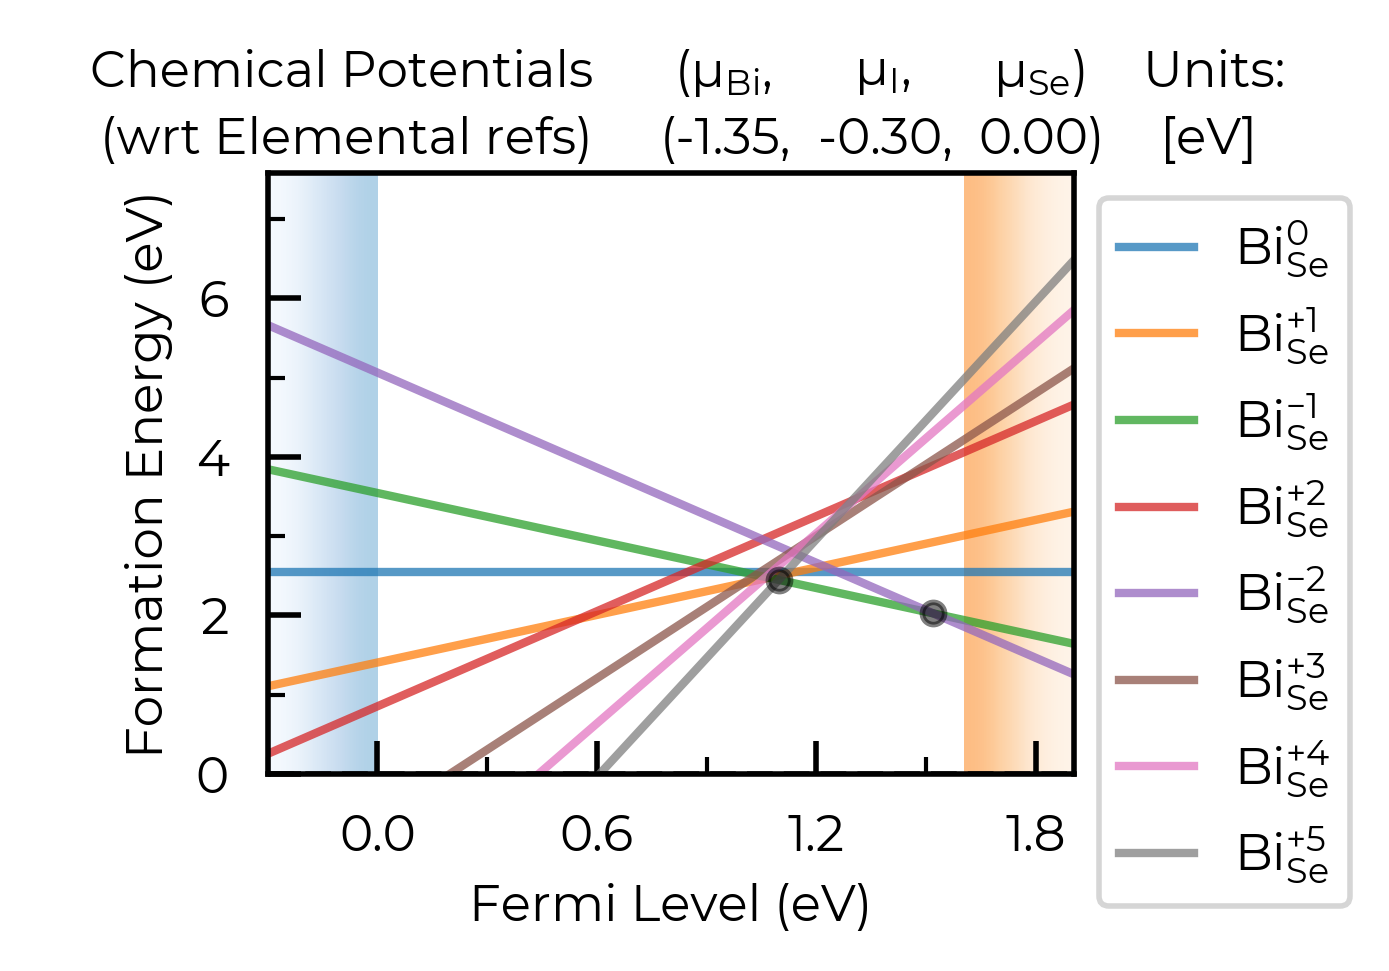 Chemical Potentials (μBi, μI, μSe) Units:
(wrt Elemental refs) (-1.35, -0.30, 0.00) [eV]
Formation Energy (eV)
6
4
2
0
0.0 0.6 1.2 1.8
Fermi Level (eV)
Bi⁰Se
Bi⁺¹Se
Bi⁻¹Se
Bi⁺²Se
Bi⁻²Se
Bi⁺³Se
Bi⁺⁴Se
Bi⁺⁵Se